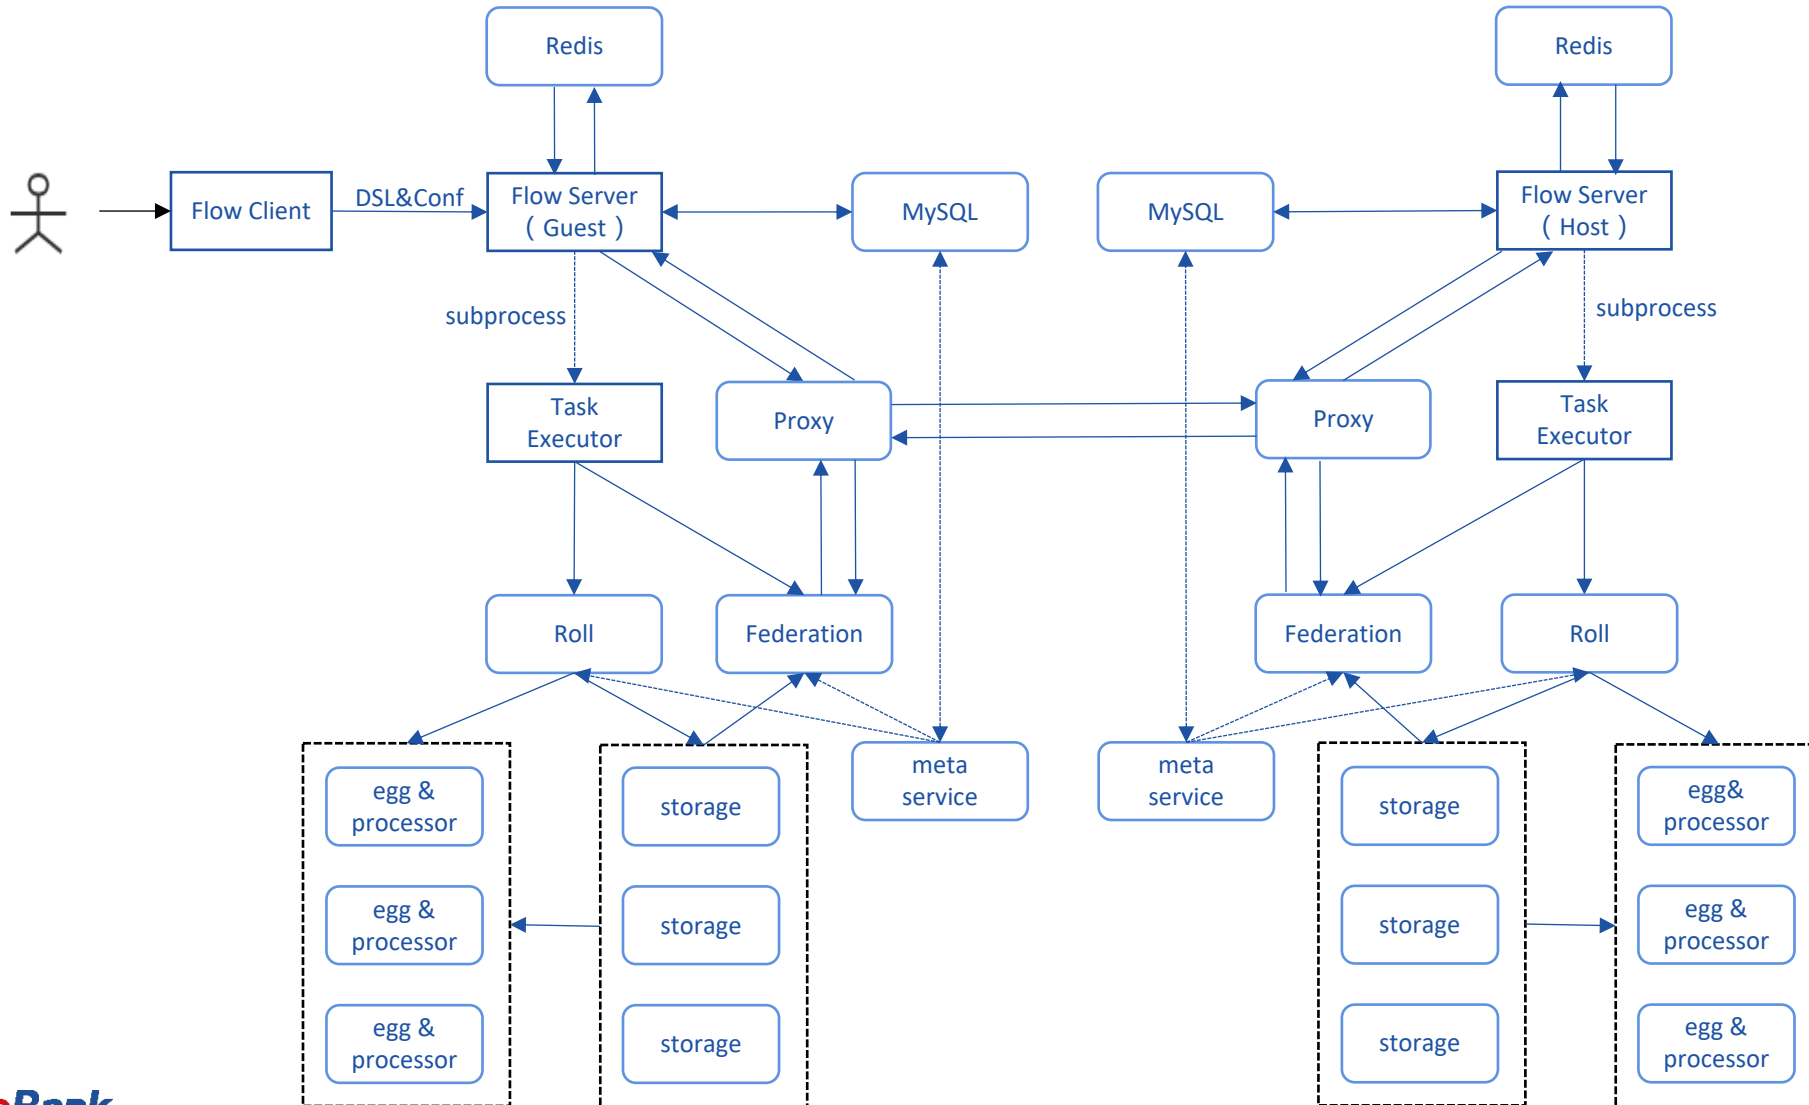 Redis
Redis
Flow Client
DSL&Conf
Flow Server
( Guest )
MySQL
MySQL
Flow Server
( Host )
subprocess
subprocess
Task
Executor
Proxy
Proxy
Task
Executor
Roll
Federation
Federation
Roll
egg &
processor
storage
meta
service
meta
service
storage
egg&
processor
egg &
processor
storage
storage
egg &
processor
egg &
processor
storage
storage
egg &
processor
Bank